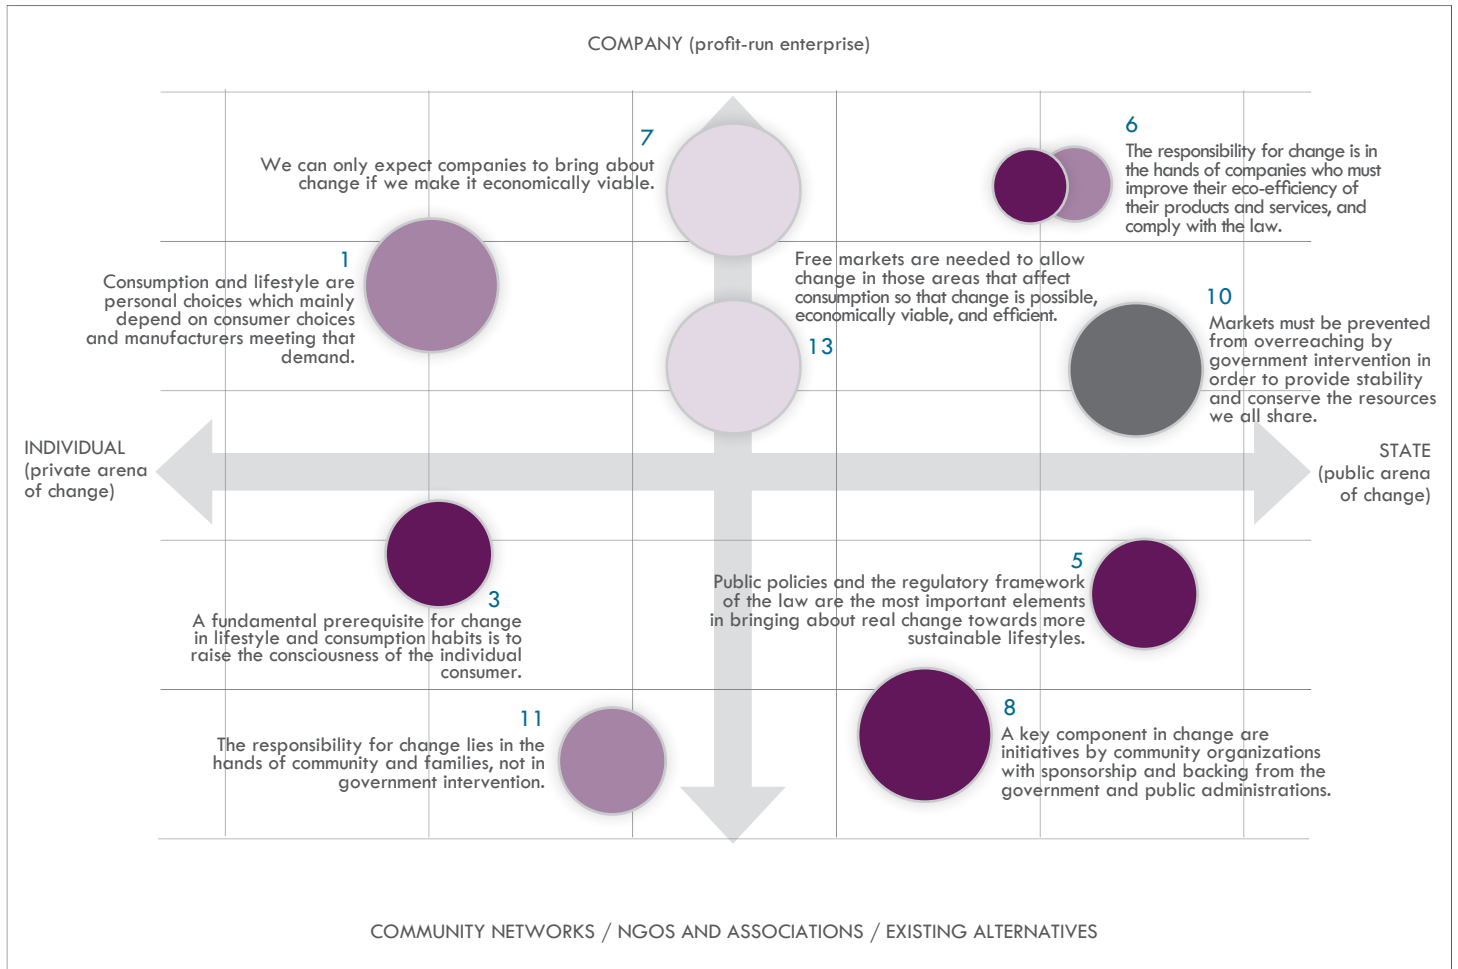 COMPANY (profit-run enterprise)
7
We can only expect companies to bring about
change if we make it economically viable.
6
The responsibility for change is in
the hands of companies who must
improve their eco-efficiency of
their products and services, and
comply with the law.
1
Consumption and lifestyle are
personal choices which mainly
depend on consumer choices
and manufacturers meeting that
demand.
Free markets are needed to allow
change in those areas that affect
consumption so that change is possible,
economically viable, and efficient.
13
10
Markets must be prevented
from overreaching by
government intervention in
order to provide stability
and conserve the resources
we all share.
INDIVIDUAL
(private arena
of change)
STATE
(public arena
of change)
3
A fundamental prerequisite for change
in lifestyle and consumption habits is to
raise the consciousness of the individual
consumer.
5
Public policies and the regulatory framework
of the law are the most important elements
in bringing about real change towards more
sustainable lifestyles.
11
The responsibility for change lies in the
hands of community and families, not in
government intervention.
8
A key component in change are
initiatives by community organizations
with sponsorship and backing from the
government and public administrations.
COMMUNITY NETWORKS / NGOS AND ASSOCIATIONS / EXISTING ALTERNATIVES